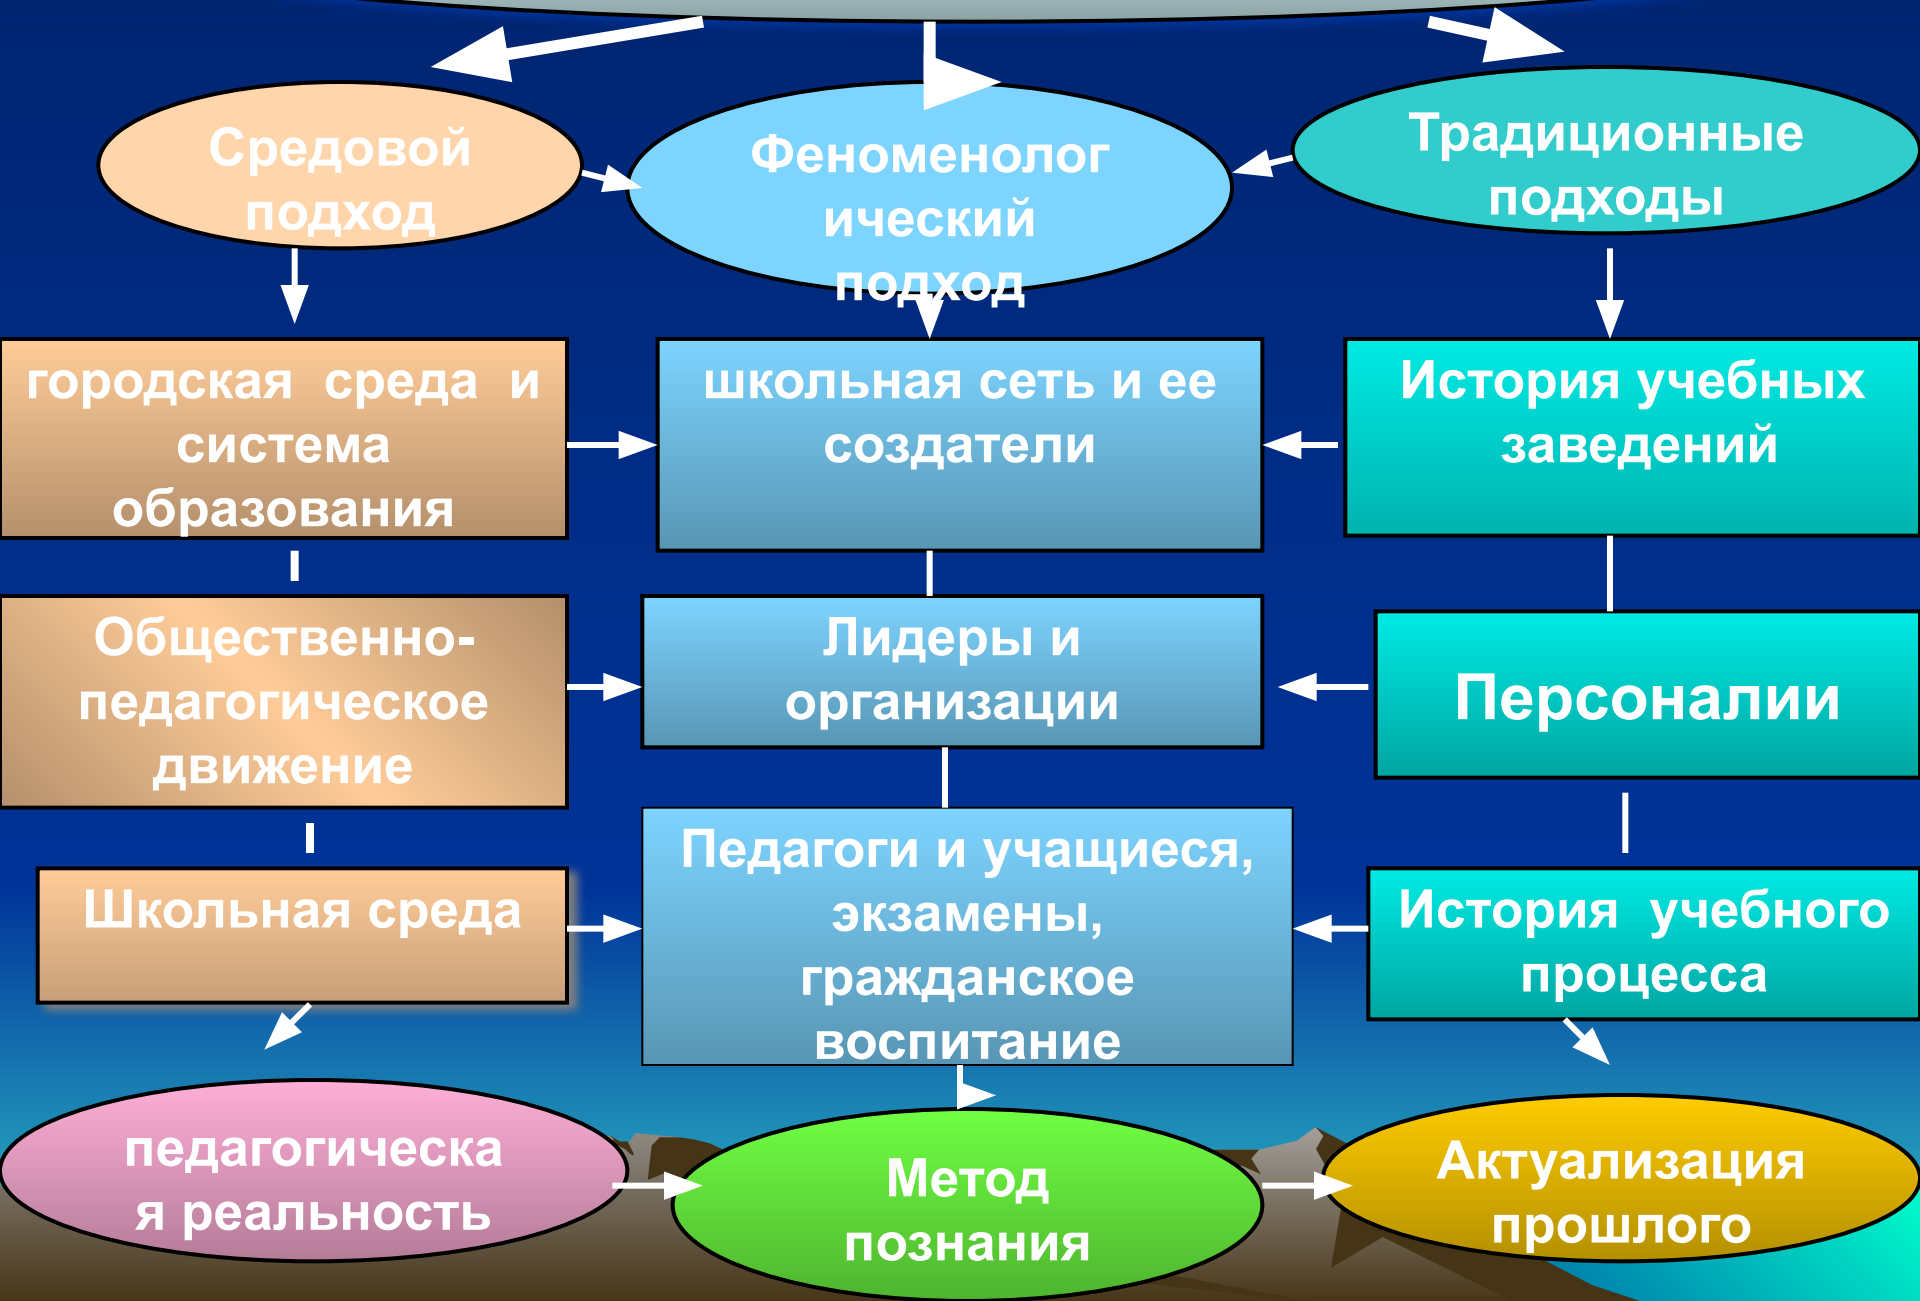 Средовой
подход
Феноменолог
ический
подход
Традиционные
подходы
городская среда и
система
образования
школьная сеть и ее
создатели
История учебных
заведений
Общественно-
педагогическое
движение
Лидеры и
организации
Персоналии
Школьная среда
Педагоги и учащиеся,
экзамены,
гражданское
воспитание
История учебного
процесса
педагогическа
я реальность
Метод
познания
Актуализация
прошлого